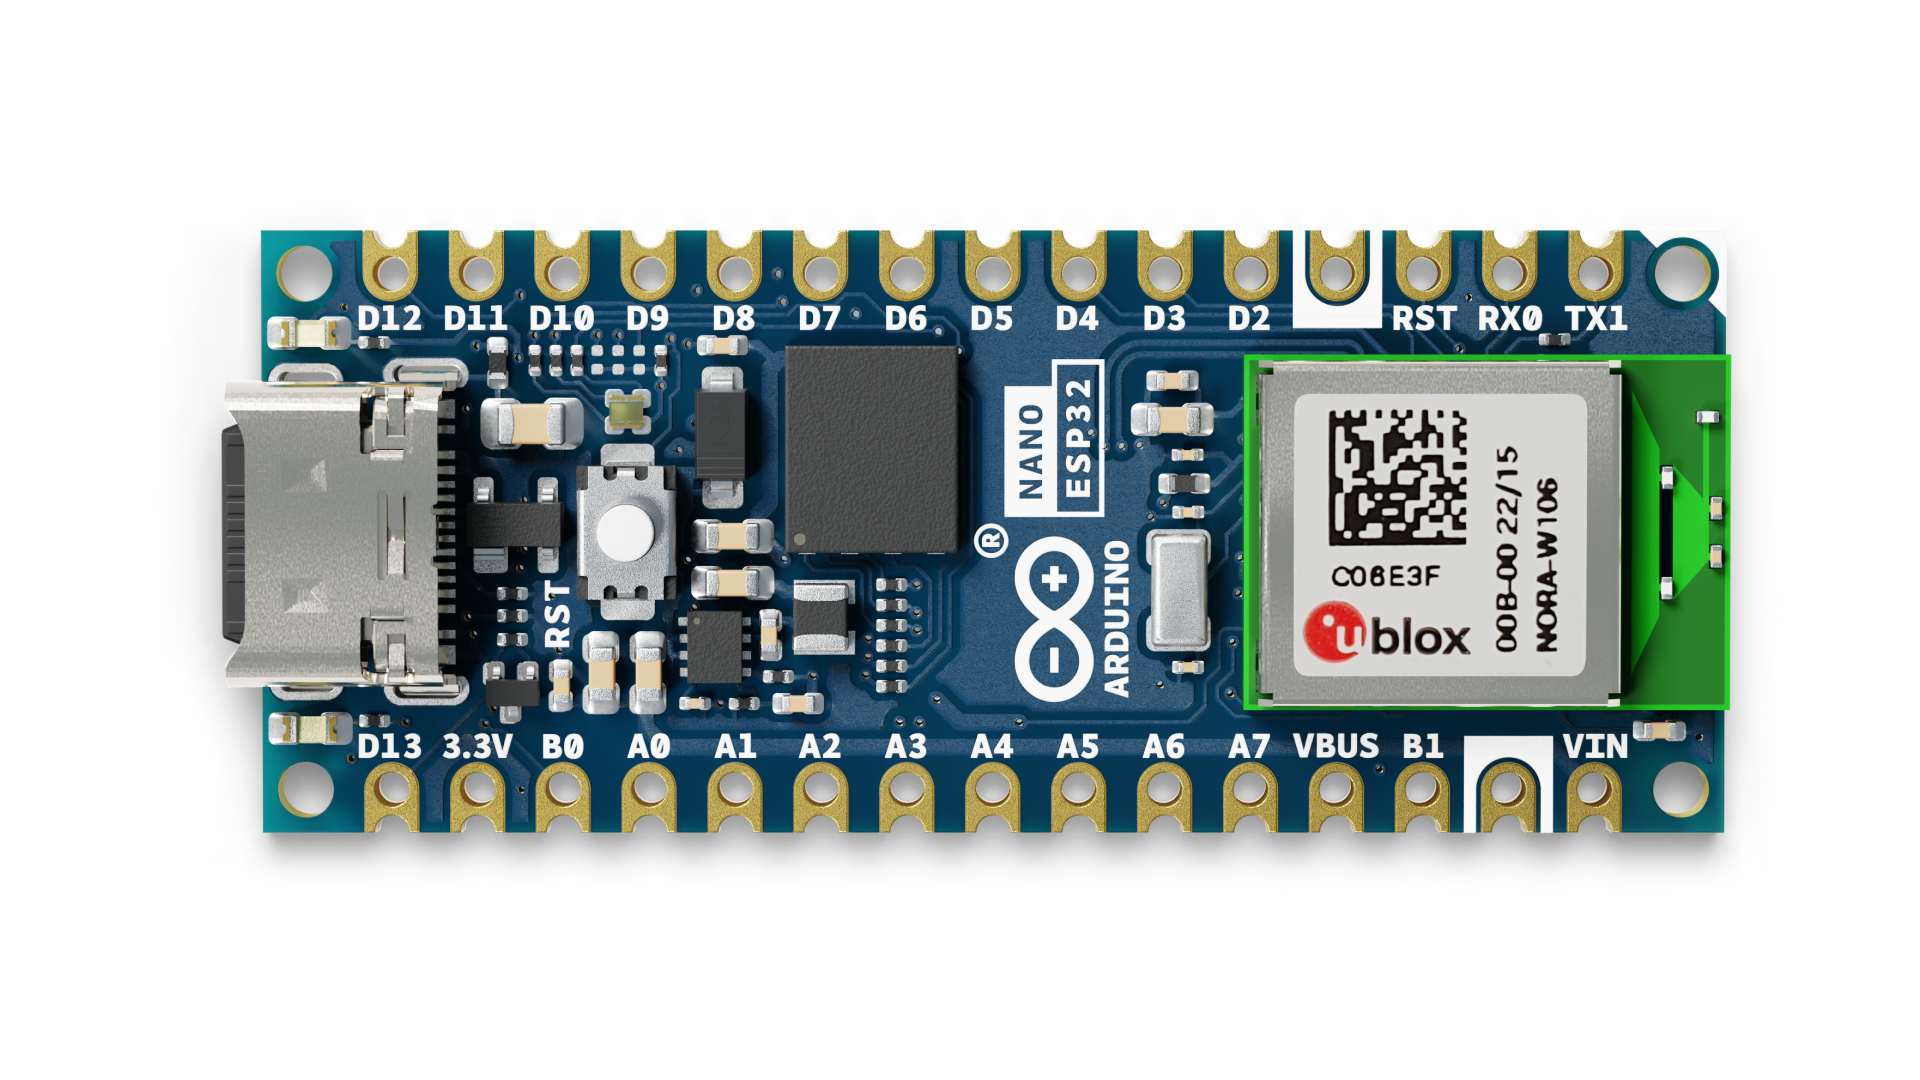 D12 D11 D10 D9 D8 D7 D6 D5 D4 D3 D2 RST RX0 TX1
NANO
ESP32
®
ARDUINO
RST
C06E3F
ublox
00B-00 22/15
NORA-W106
D13 3.3V B0 A0 A1 A2 A3 A4 A5 A6 A7 VBUS B1 VIN